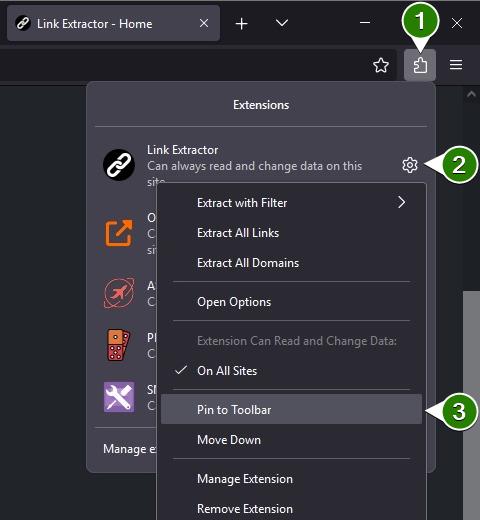 1
Link Extractor - Home
Extensions
Link Extractor
Can always read and change data on this
site.
2
Extract with Filter
Extract All Links
Extract All Domains
Open Options
Extension Can Read and Change Data:
On All Sites
Pin to Toolbar
3
Move Down
Manage Extension
Remove Extension